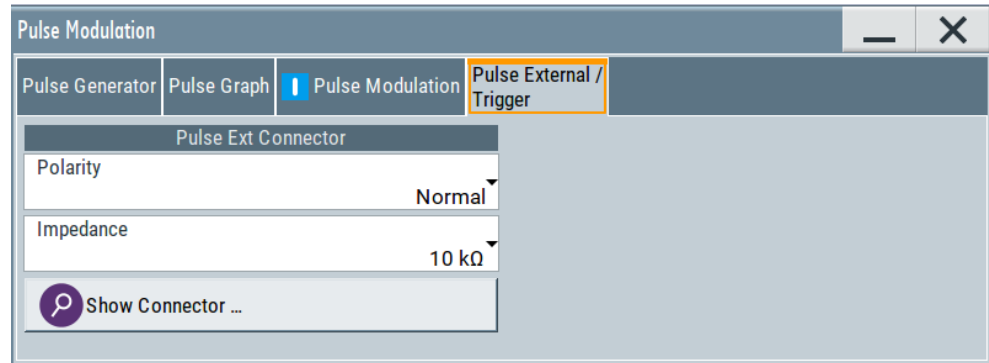 Pulse Modulation
Pulse Generator Pulse Graph Pulse Modulation Pulse External /
Trigger
Pulse Ext Connector
Polarity
Normal
Impedance
10 kΩ
Show Connector ...